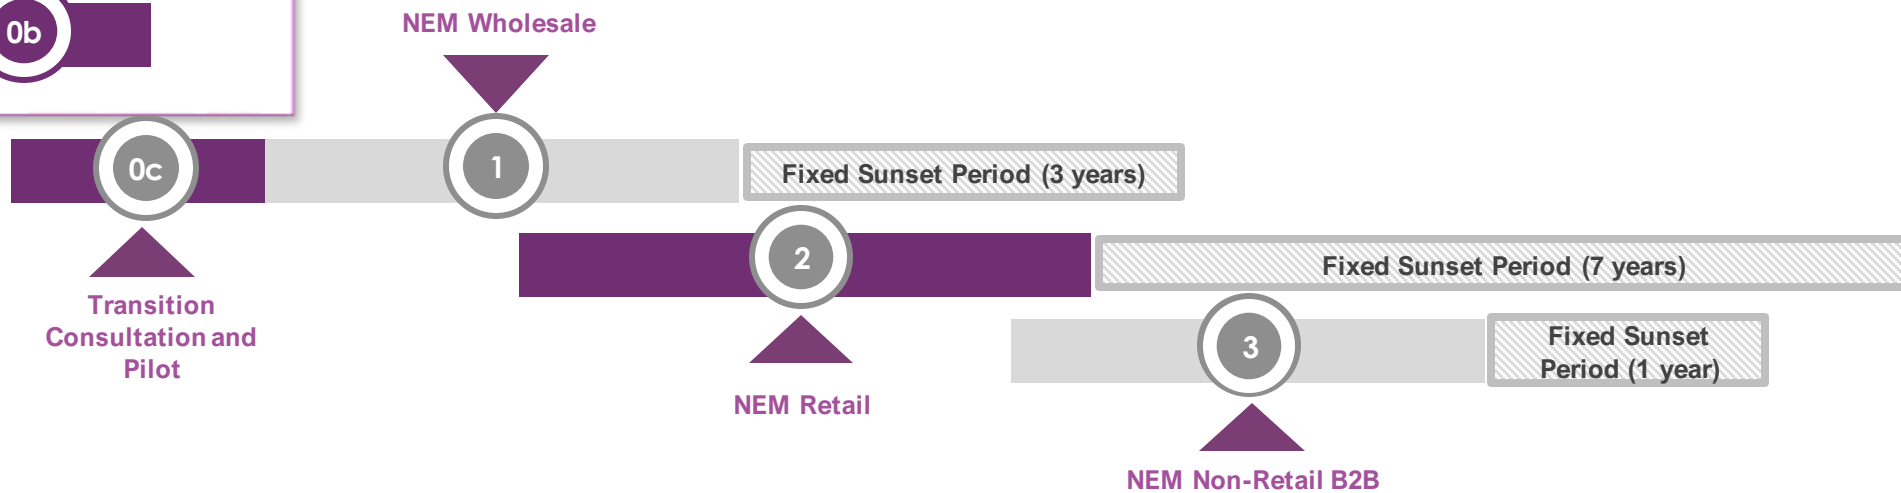 0b
NEM Wholesale
0c
1
Fixed Sunset Period (3 years)
Transition
Consultation and
Pilot
2
Fixed Sunset Period (7 years)
NEM Retail
3
Fixed Sunset
Period (1 year)
NEM Non-Retail B2B